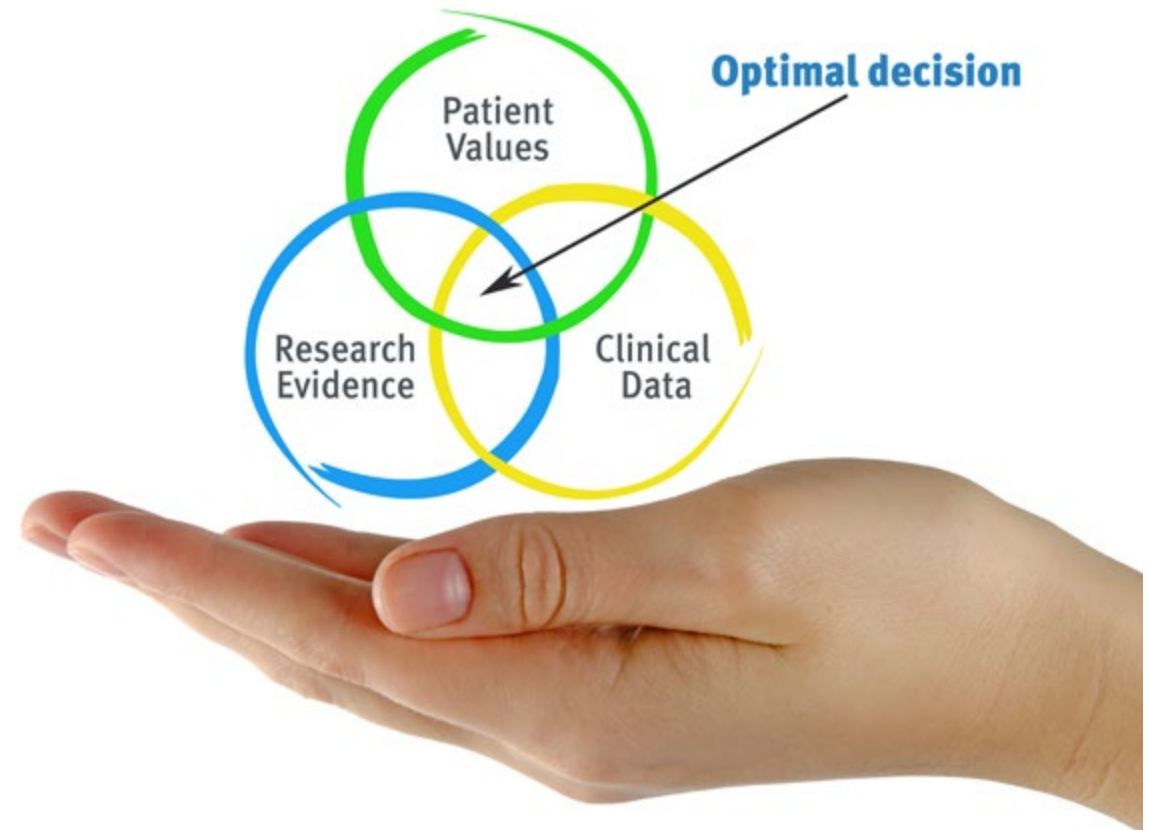 Optimal decision
Patient
Values
Research
Evidence
Clinical
Data